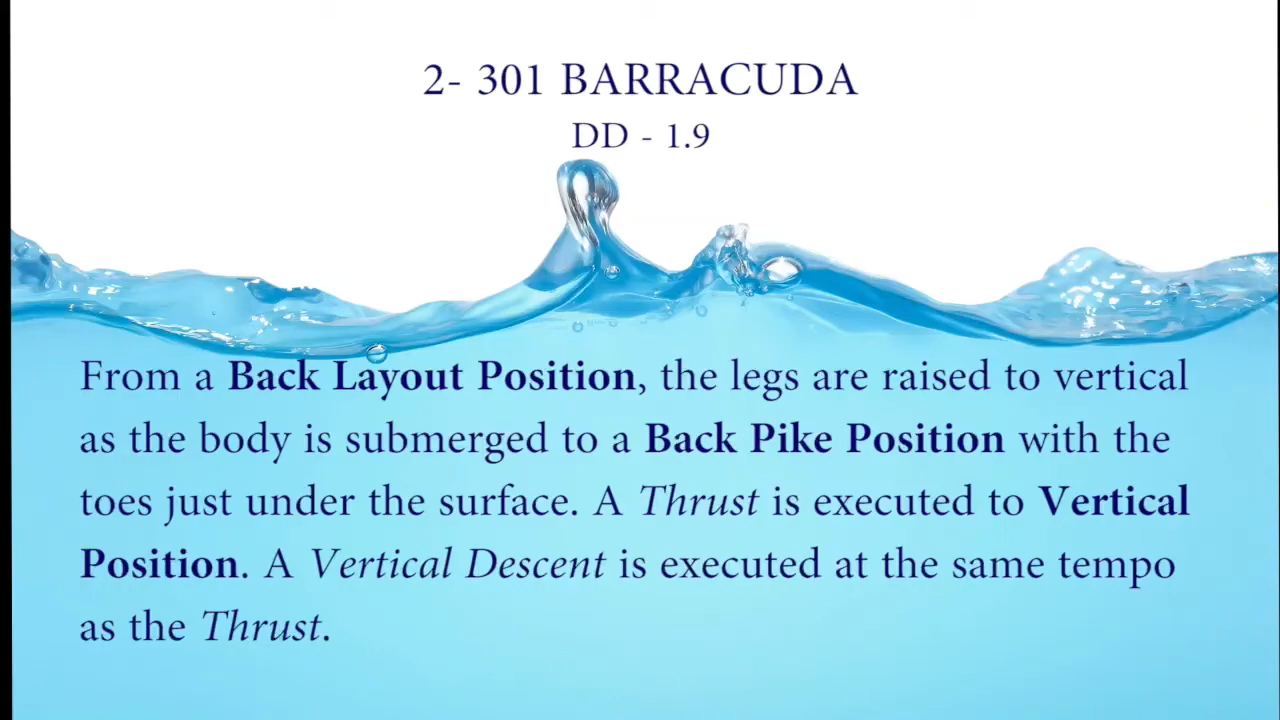 2- 301 BARRACUDA
DD - 1.9
From a Back Layout Position, the legs are raised to vertical
as the body is submerged to a Back Pike Position with the
toes just under the surface. A Thrust is executed to Vertical
Position. A Vertical Descent is executed at the same tempo
as the Thrust.